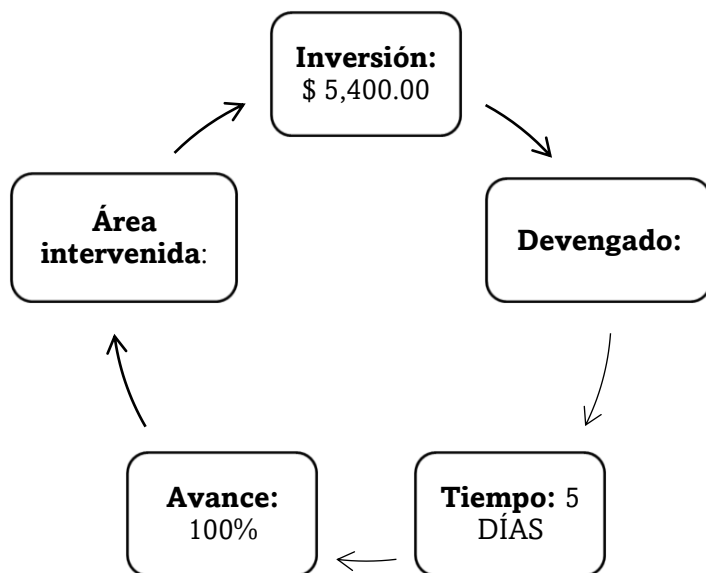 Inversión:
$ 5,400.00
Devengado:
Tiempo: 5
DÍAS
Avance:
100%
Área
intervenida: